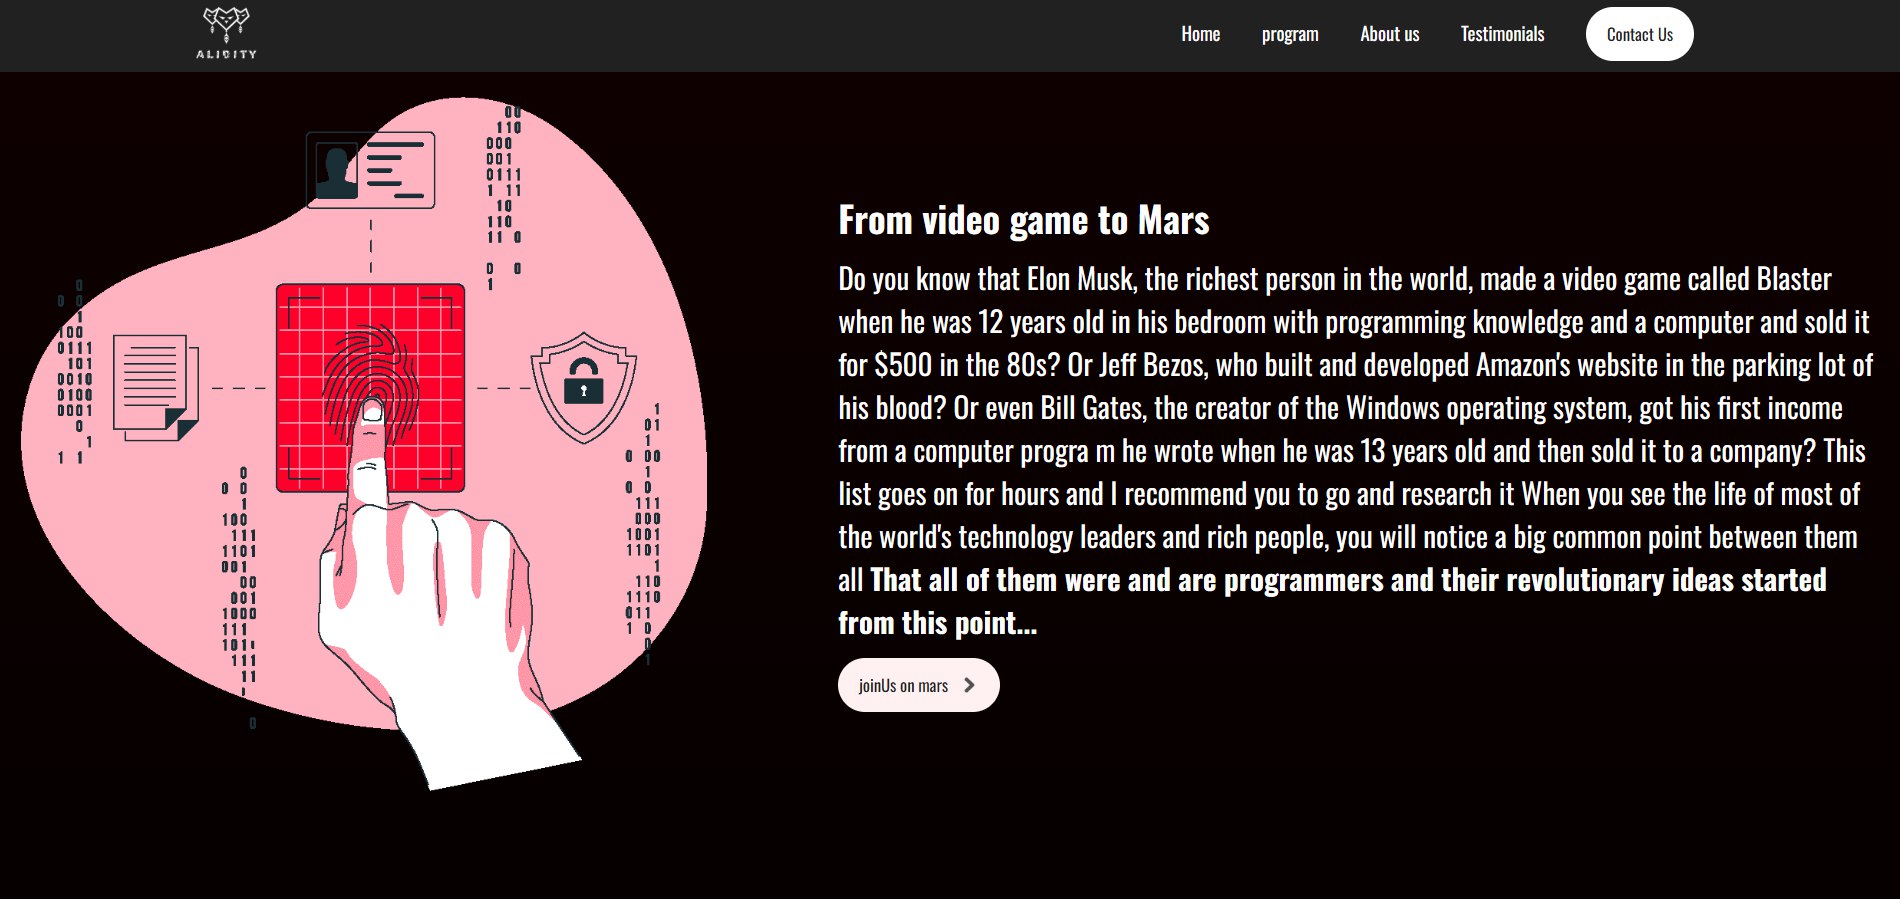 ALIDITY
Home program About us Testimonials Contact Us
From video game to Mars
Do you know that Elon Musk, the richest person in the world, made a video game called Blaster
when he was 12 years old in his bedroom with programming knowledge and a computer and sold it
for $500 in the 80s? Or Jeff Bezos, who built and developed Amazon's website in the parking lot of
his blood? Or even Bill Gates, the creator of the Windows operating system, got his first income
from a computer progra m he wrote when he was 13 years old and then sold it to a company? This
list goes on for hours and I recommend you to go and research it When you see the life of most of
the world's technology leaders and rich people, you will notice a big common point between them
all That all of them were and are programmers and their revolutionary ideas started
from this point...
joinUs on mars